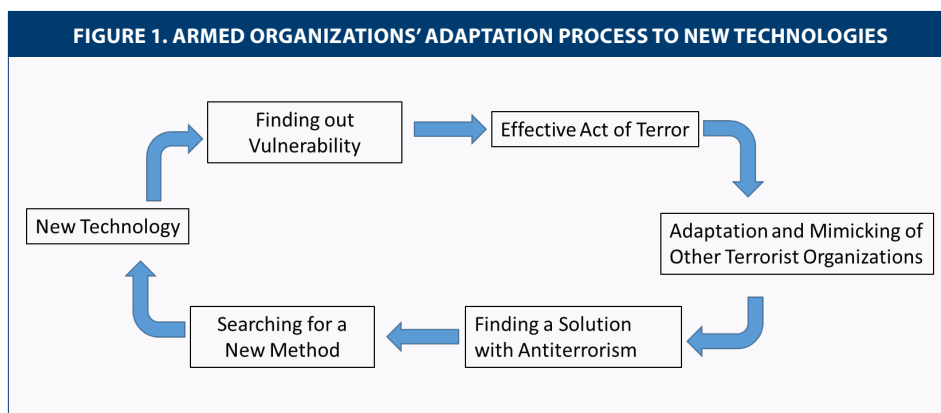 FIGURE 1. ARMED ORGANIZATIONS’ ADAPTATION PROCESS TO NEW TECHNOLOGIES
Finding out
Vulnerability
Effective Act of Terror
New Technology
Adaptation and Mimicking of
Other Terrorist Organizations
Searching for a
New Method
Finding a Solution
with Antiterrorism